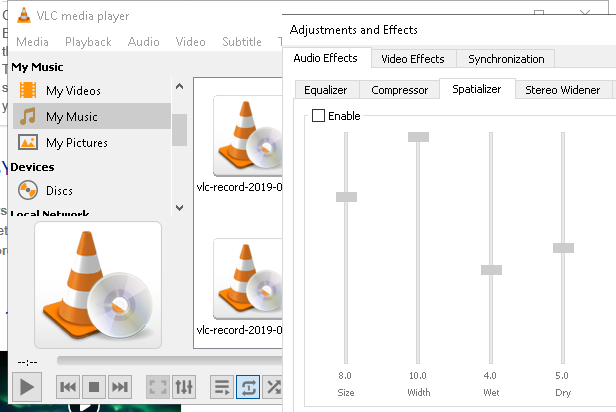 VLC media player
Media Playback Audio Video Subtitle T
My Music
My Videos
My Music
My Pictures
Devices
Discs
Local Network
vlc-record-2019-0
vlc-record-2019-0
--:--
Adjustments and Effects
Audio Effects Video Effects Synchronization
Equalizer Compressor Spatializer Stereo Widener
Enable
8.0 10.0 4.0 5.0
Size Width Wet Dry